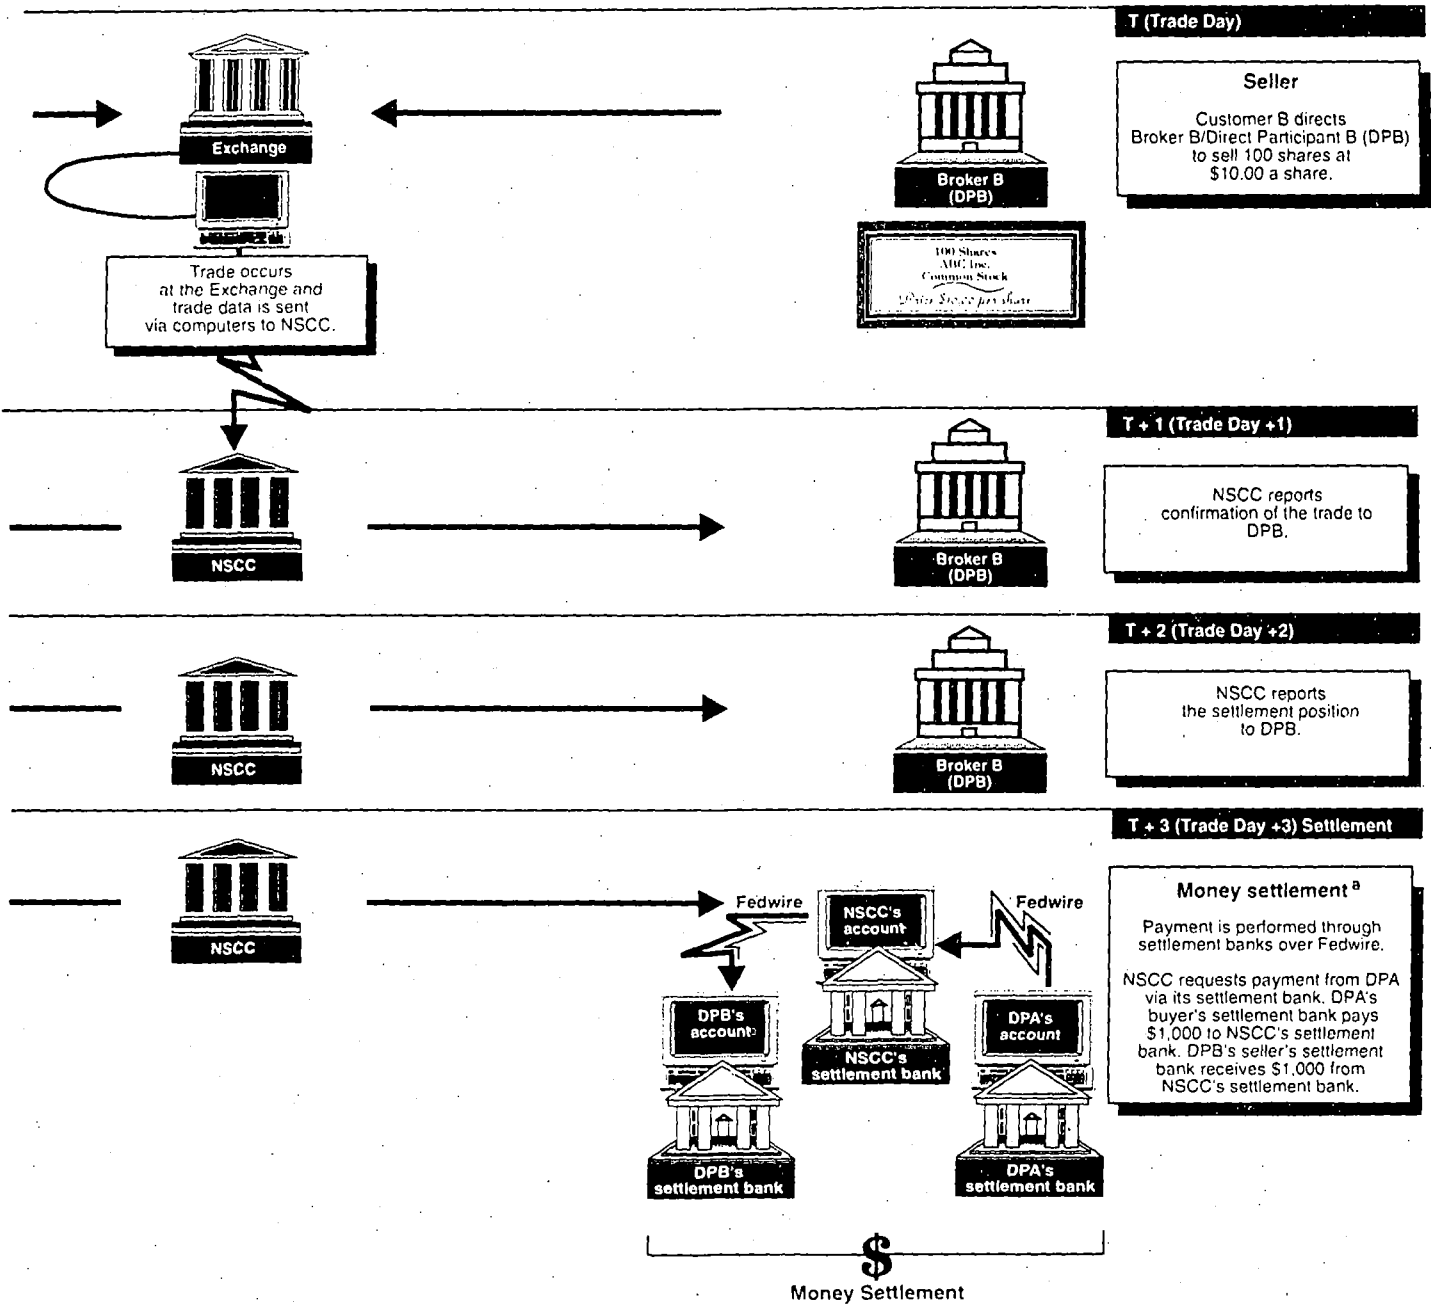 T (Trade Day)
Seller
Customer B directs
Broker B/Direct Participant B (DPB)
to sell 100 shares at
$10.00 a share.
Exchange
Broker B
(DPB)
100 Shares
ABC Inc.
Common Stock
Price $10.00 per share
Trade occurs
at the Exchange and
trade data is sent
via computers to NSCC.
T + 1 (Trade Day +1)
NSCC reports
confirmation of the trade to
DPB.
NSCC
Broker B
(DPB)
T + 2 (Trade Day +2)
NSCC reports
the settlement position
to DPB.
NSCC
Broker B
(DPB)
T + 3 (Trade Day +3) Settlement
Money settlement a
Payment is performed through
settlement banks over Fedwire.
NSCC requests payment from DPA
via its settlement bank. DPA's
buyer's settlement bank pays
$1,000 to NSCC's settlement
bank. DPB's seller's settlement
bank receives $1,000 from
NSCC's settlement bank.
NSCC
Fedwire
NSCC's
account
Fedwire
DPB's
account
DPA's
account
NSCC's
settlement bank
DPB's
settlement bank
DPA's
settlement bank
$
Money Settlement